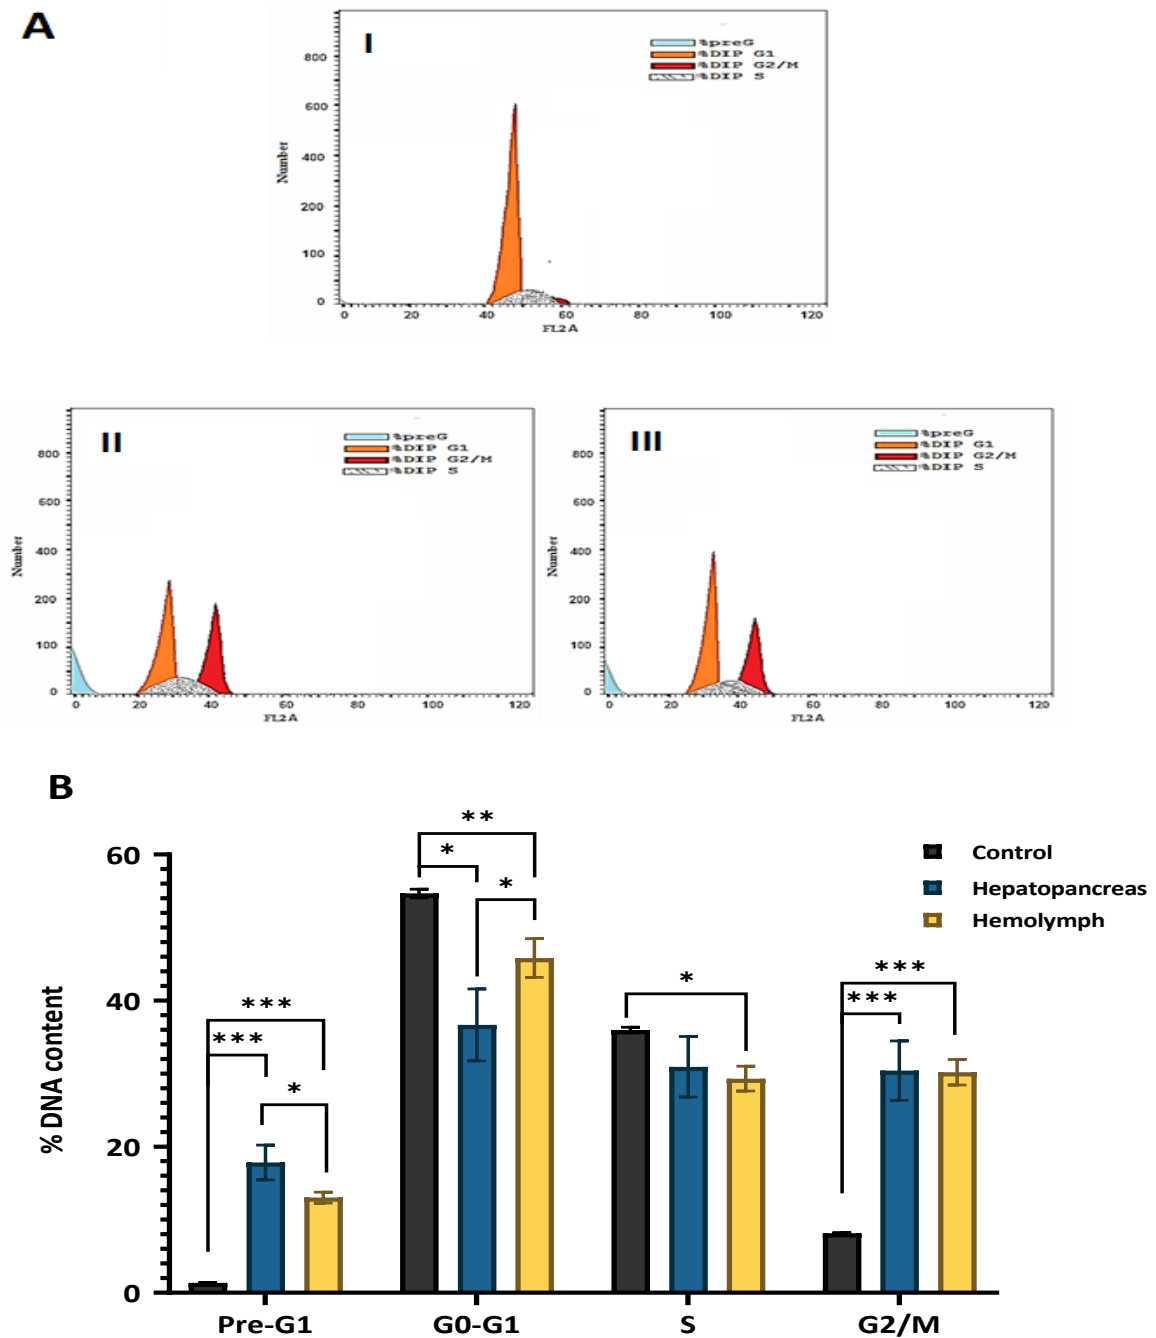 A
I
%preG
%DIP G1
%DIP G2/M
%DIP S
800
600
400
200
100
0
Number
0 20 40 60 80 100 120
FL2A
II
%preG
%DIP G1
%DIP G2/M
%DIP S
800
600
400
200
100
0
Number
0 20 40 60 80 100 120
FL2A
III
%preG
%DIP G1
%DIP G2/M
%DIP S
800
600
400
200
100
0
Number
0 20 40 60 80 100 120
FL2A
B
Control
Hepatopancreas
Hemolymph
% DNA content
60
40
20
0
***
***
*
**
*
*
*
***
***
Pre-G1 G0-G1 S G2/M